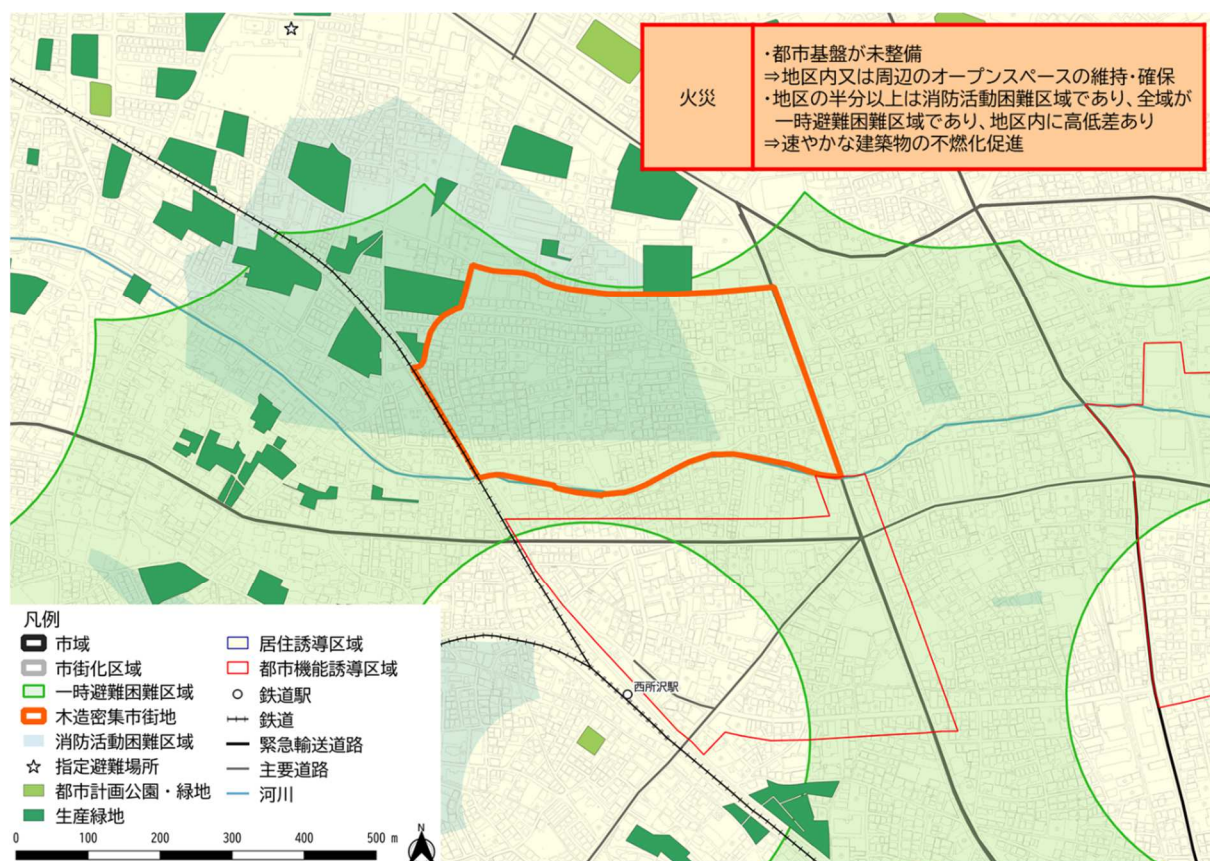 火災
・都市基盤が未整備
⇒地区内又は周辺のオープンスペースの維持・確保
・地区の半分以上は消防活動困難区域であり、全域が
一時避難困難区域であり、地区内に高低差あり
⇒速やかな建築物の不燃化促進
西所沢駅
凡例
市域
市街化区域
一時避難困難区域
木造密集市街地
消防活動困難区域
指定避難場所
都市計画公園・緑地
生産緑地
居住誘導区域
都市機能誘導区域
鉄道駅
鉄道
緊急輸送道路
主要道路
河川
0 100 200 300 400 500 m
N